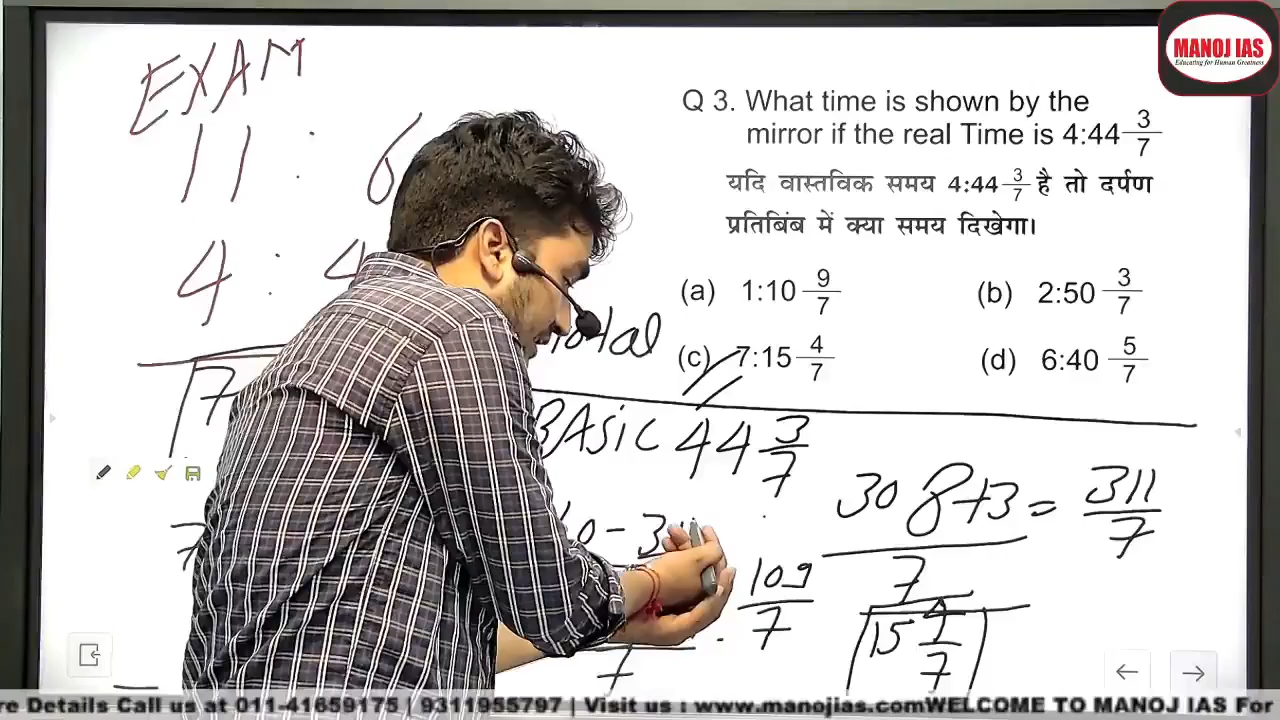 MANOJ IAS
Educating for Human Greatness
EXAM
11 : 6
4 : 4
7
Q 3. What time is shown by the
mirror if the real Time is 4:44 3/7
यदि वास्तविक समय 4:44 3/7 है तो दर्पण
प्रतिबिंब में क्या समय दिखेगा।
(a) 1:10 9/7
(b) 2:50 3/7
(c) 7:15 4/7
(d) 6:40 5/7
BASIC 44 3/7
308+3 = 311/7
7
109/7
15 4/7
7
re Details Call us at 011-41659175 | 9311955797 | Visit us : www.manojias.comWELCOME TO MANOJ IAS For